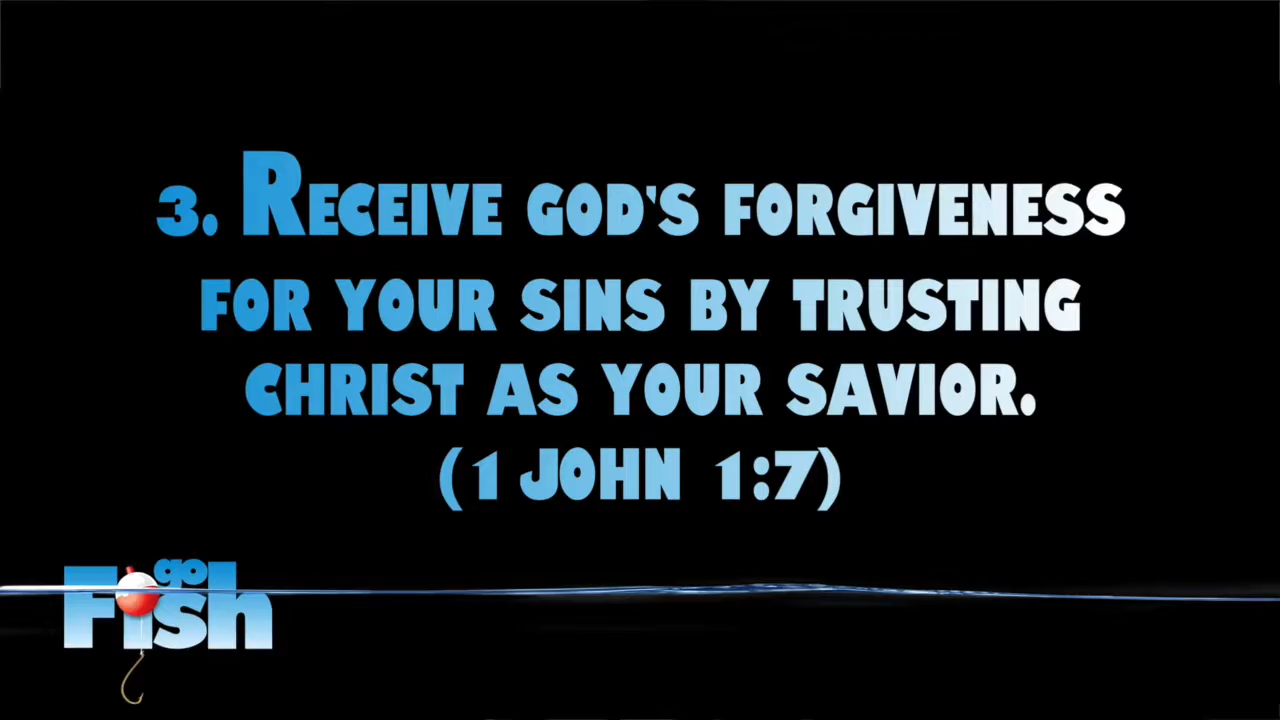 3. RECEIVE GOD'S FORGIVENESS
FOR YOUR SINS BY TRUSTING
CHRIST AS YOUR SAVIOR.
(1 JOHN 1:7)
go
Fish